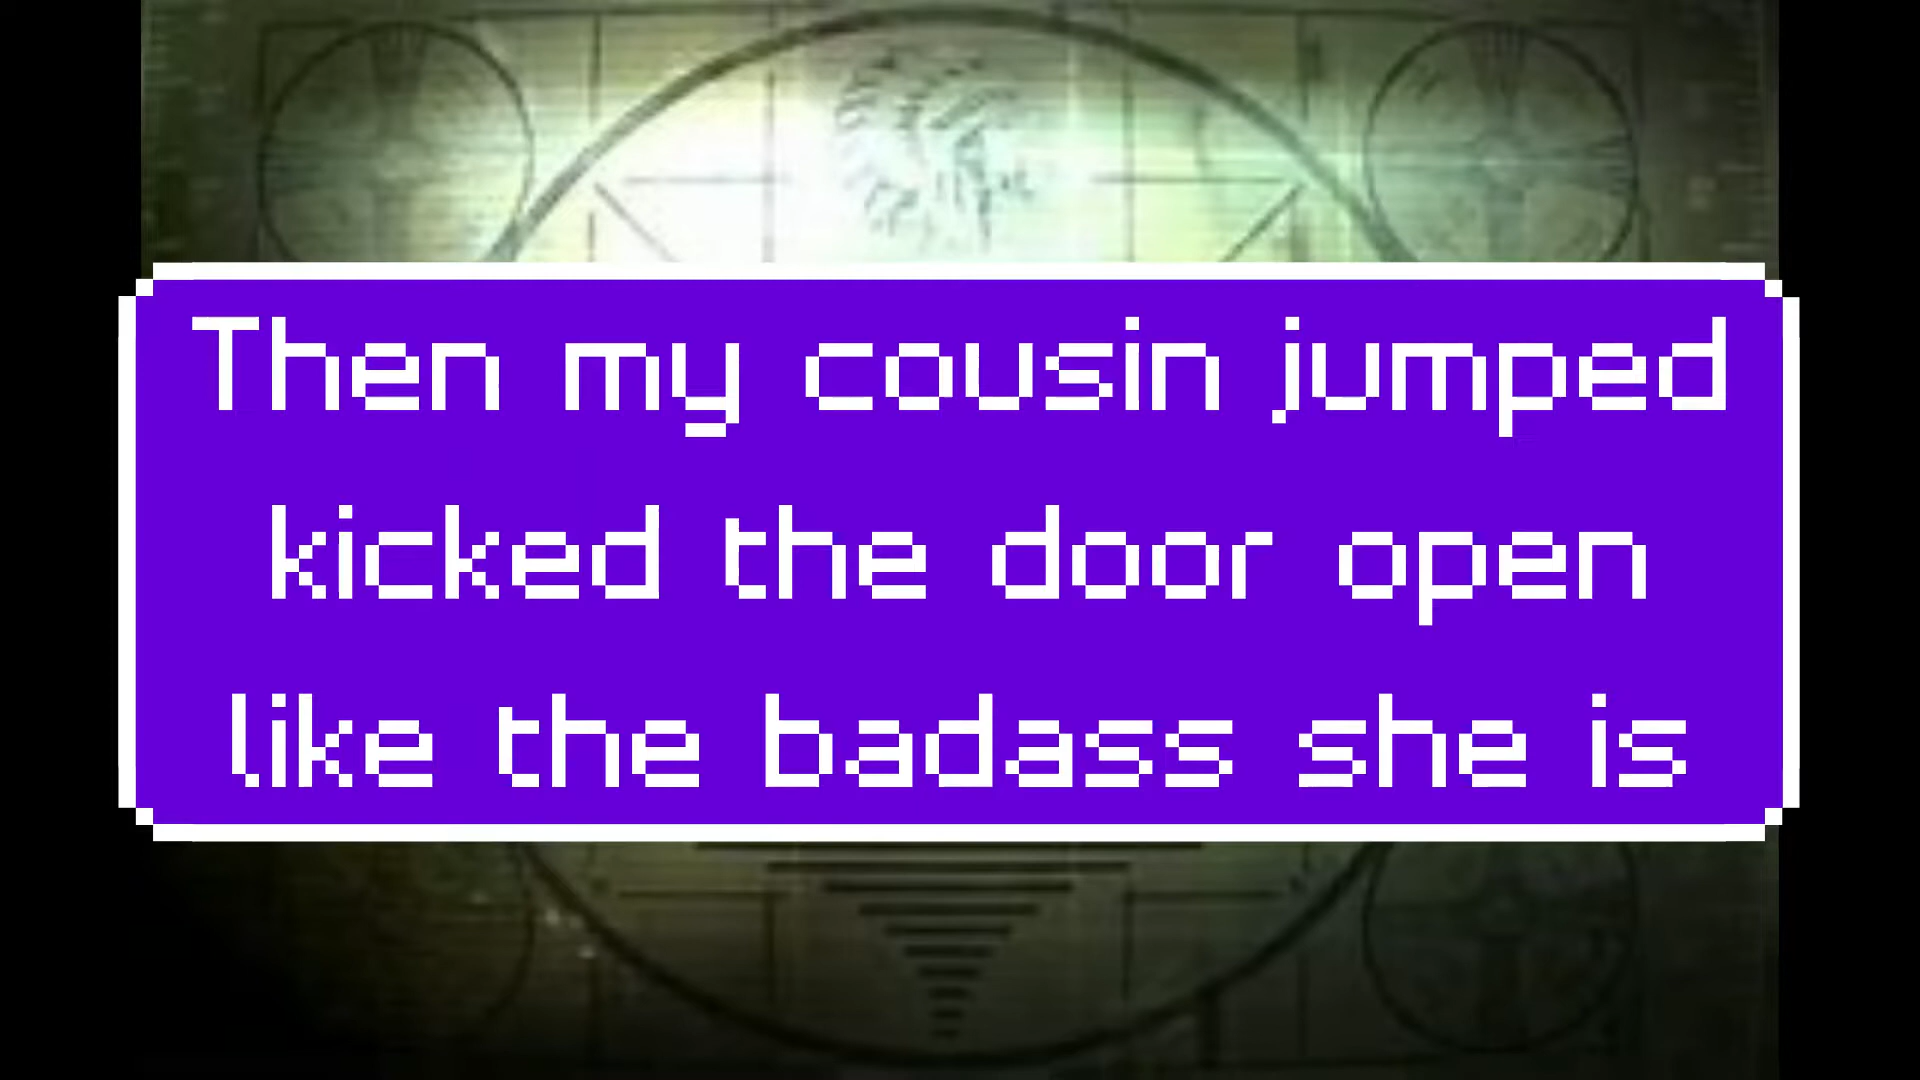 Then my cousin jumped
kicked the door open
like the badass she is